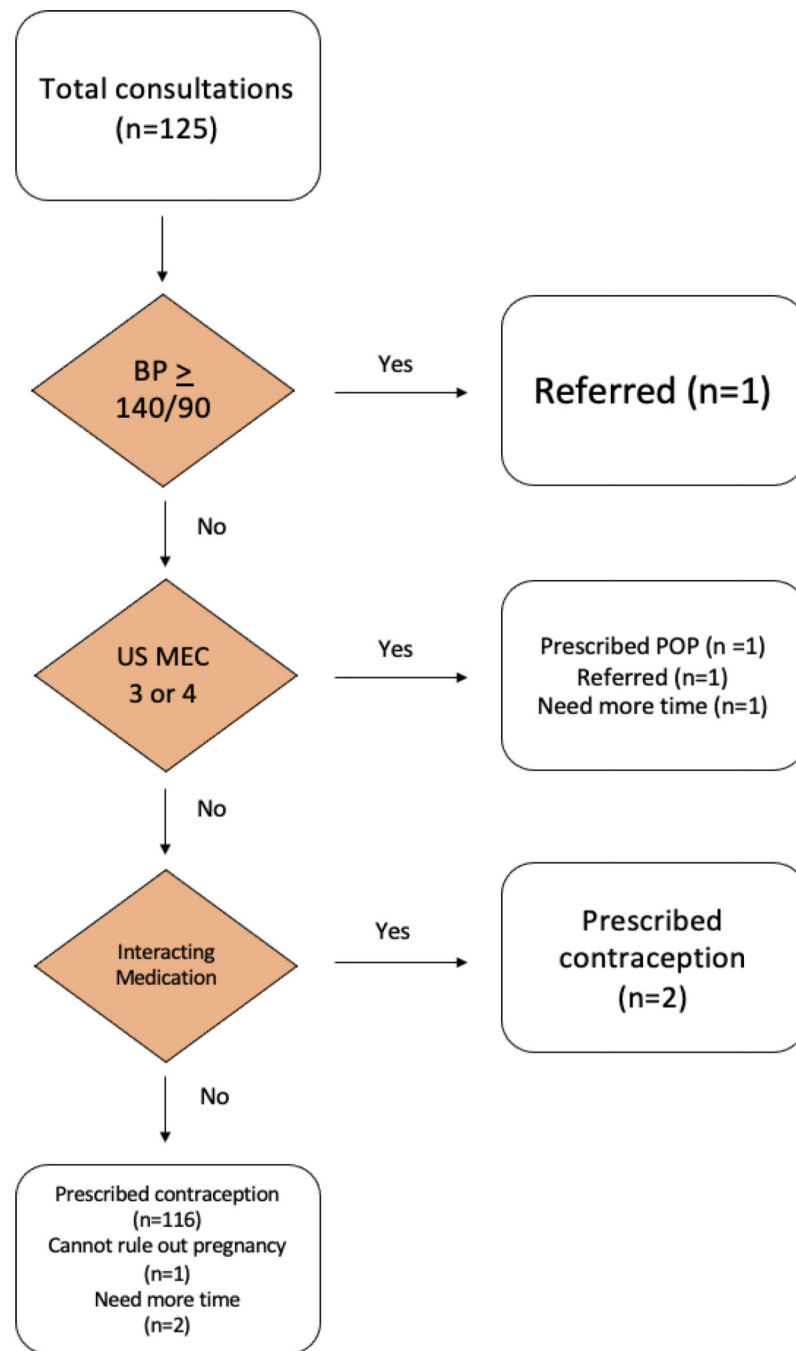 Total consultations
(n=125)
BP ≥
140/90
Yes
Referred (n=1)
No
US MEC
3 or 4
Yes
Prescribed POP (n =1)
Referred (n=1)
Need more time (n=1)
No
Interacting
Medication
Yes
Prescribed
contraception
(n=2)
No
Prescribed contraception
(n=116)
Cannot rule out pregnancy
(n=1)
Need more time
(n=2)